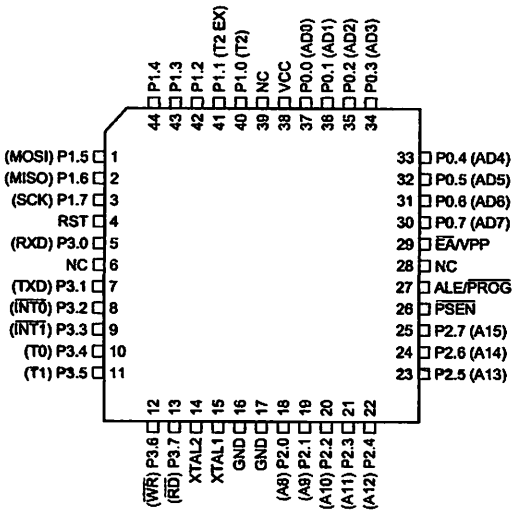 P1.4
P1.3
P1.2
P1.1 (T2 EX)
P1.0 (T2)
NC
VCC
P0.0 (AD0)
P0.1 (AD1)
P0.2 (AD2)
P0.3 (AD3)
44
43
42
41
40
39
38
37
36
35
34
(MOSI) P1.5 1
(MISO) P1.6 2
(SCK) P1.7 3
RST 4
(RXD) P3.0 5
NC 6
(TXD) P3.1 7
(INT0) P3.2 8
(INT1) P3.3 9
(T0) P3.4 10
(T1) P3.5 11
33 P0.4 (AD4)
32 P0.5 (AD5)
31 P0.6 (AD6)
30 P0.7 (AD7)
29 EA/VPP
28 NC
27 ALE/PROG
26 PSEN
25 P2.7 (A15)
24 P2.6 (A14)
23 P2.5 (A13)
12
13
14
15
16
17
18
19
20
21
22
(WR) P3.6
(RD) P3.7
XTAL2
XTAL1
GND
GND
(A8) P2.0
(A9) P2.1
(A10) P2.2
(A11) P2.3
(A12) P2.4